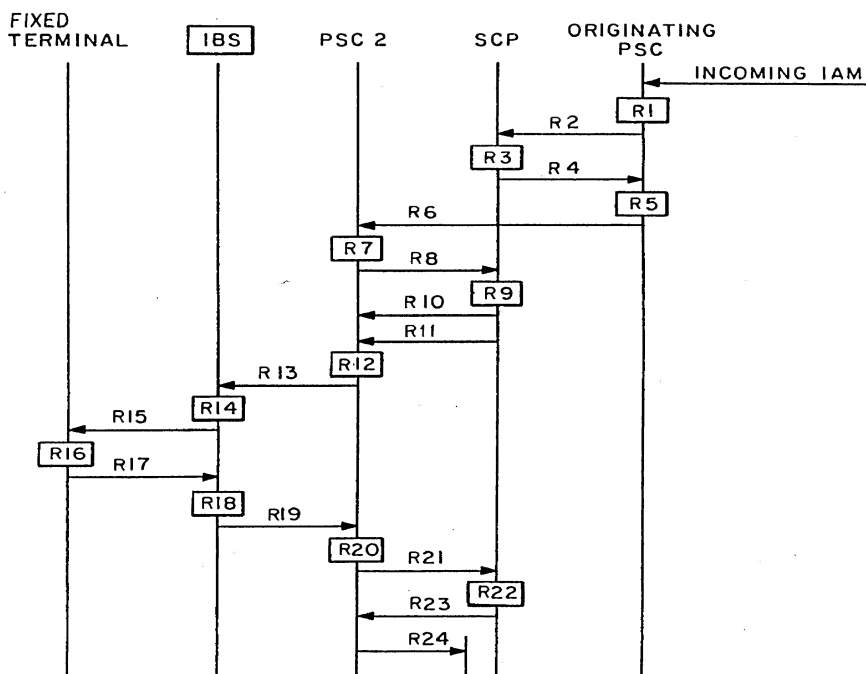 FIXED
TERMINAL
IBS
PSC 2
SCP
ORIGINATING
PSC
INCOMING IAM
R1
R2
R3
R4
R5
R6
R7
R8
R9
R10
R11
R12
R13
R14
R15
R16
R17
R18
R19
R20
R21
R22
R23
R24